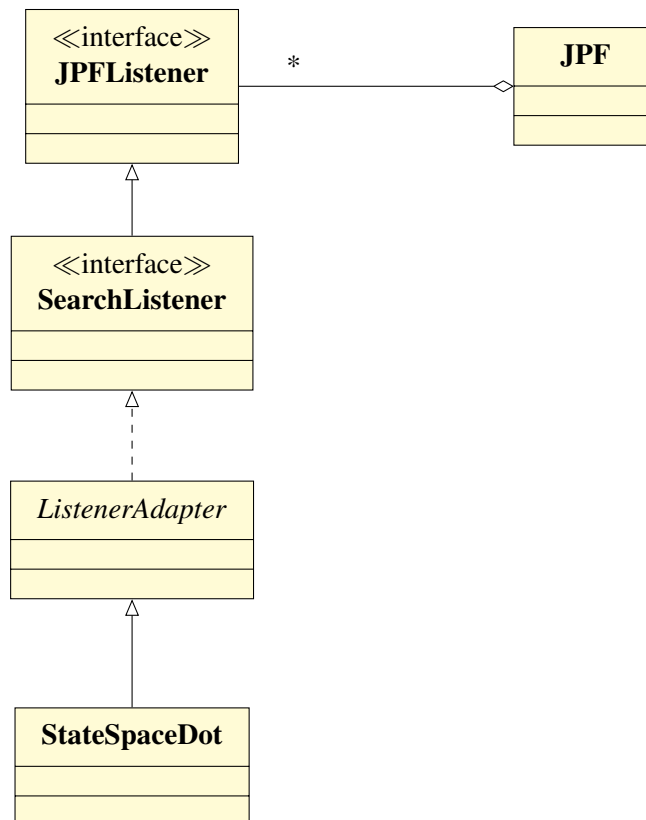 ≪interface≫
JPFListener
*
JPF
≪interface≫
SearchListener
ListenerAdapter
StateSpaceDot